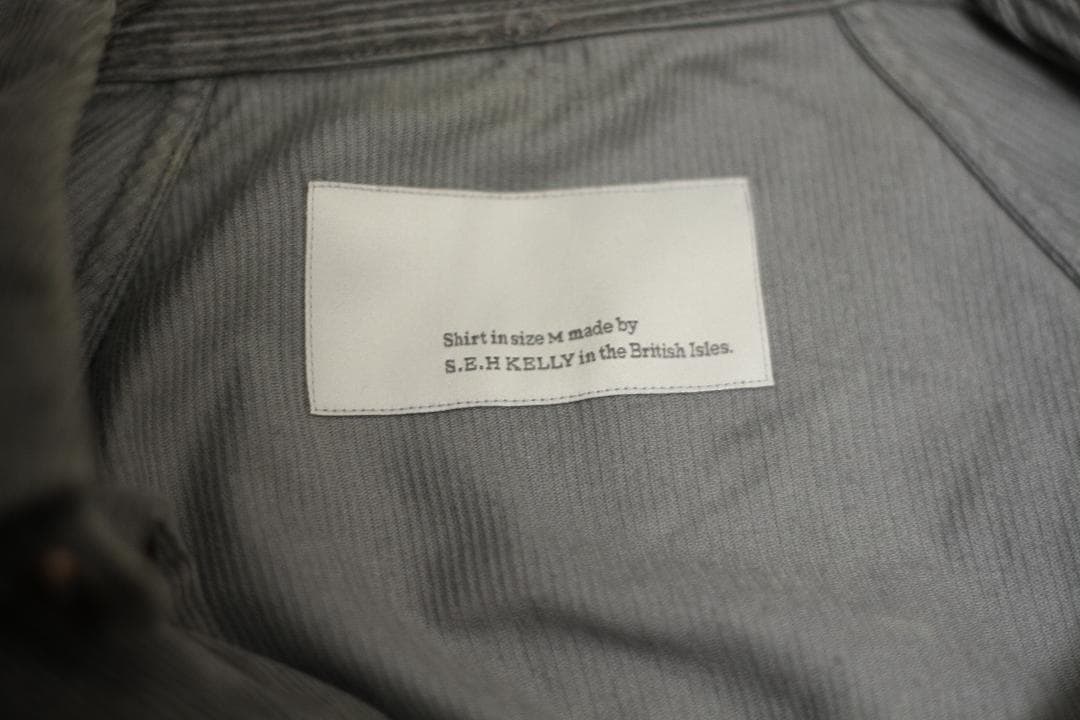 Shirt in size M made by
S.E.H KELLY in the British Isles.